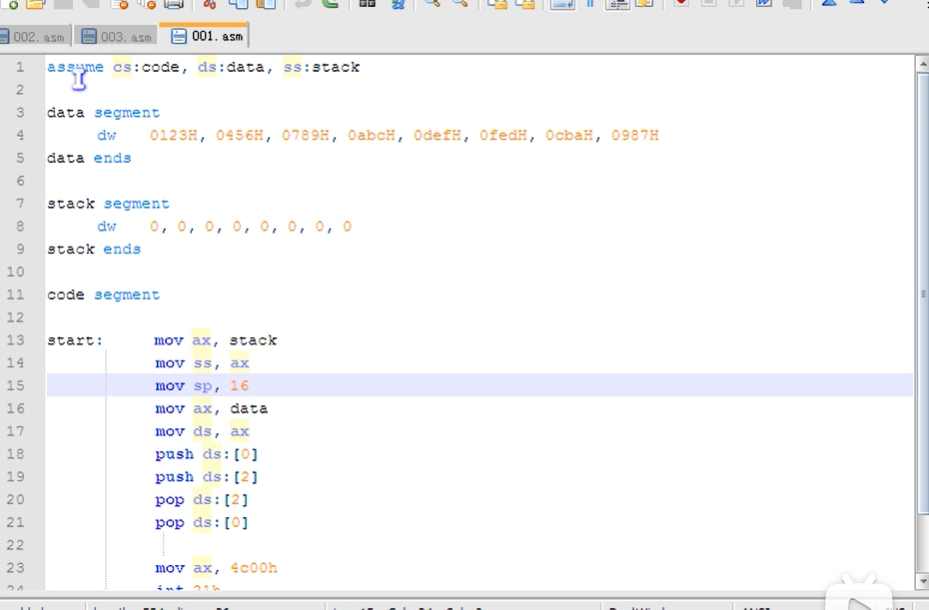 002. asm 003. asm 001. asm
1 assume cs:code, ds:data, ss:stack
2
3 data segment
4 dw 0123H, 0456H, 0789H, 0abcH, 0defH, 0fedH, 0cbaH, 0987H
5 data ends
6
7 stack segment
8 dw 0, 0, 0, 0, 0, 0, 0, 0
9 stack ends
10
11 code segment
12
13 start: mov ax, stack
14 mov ss, ax
15 mov sp, 16
16 mov ax, data
17 mov ds, ax
18 push ds:[0]
19 push ds:[2]
20 pop ds:[2]
21 pop ds:[0]
22
23 mov ax, 4c00h
24 int 21h